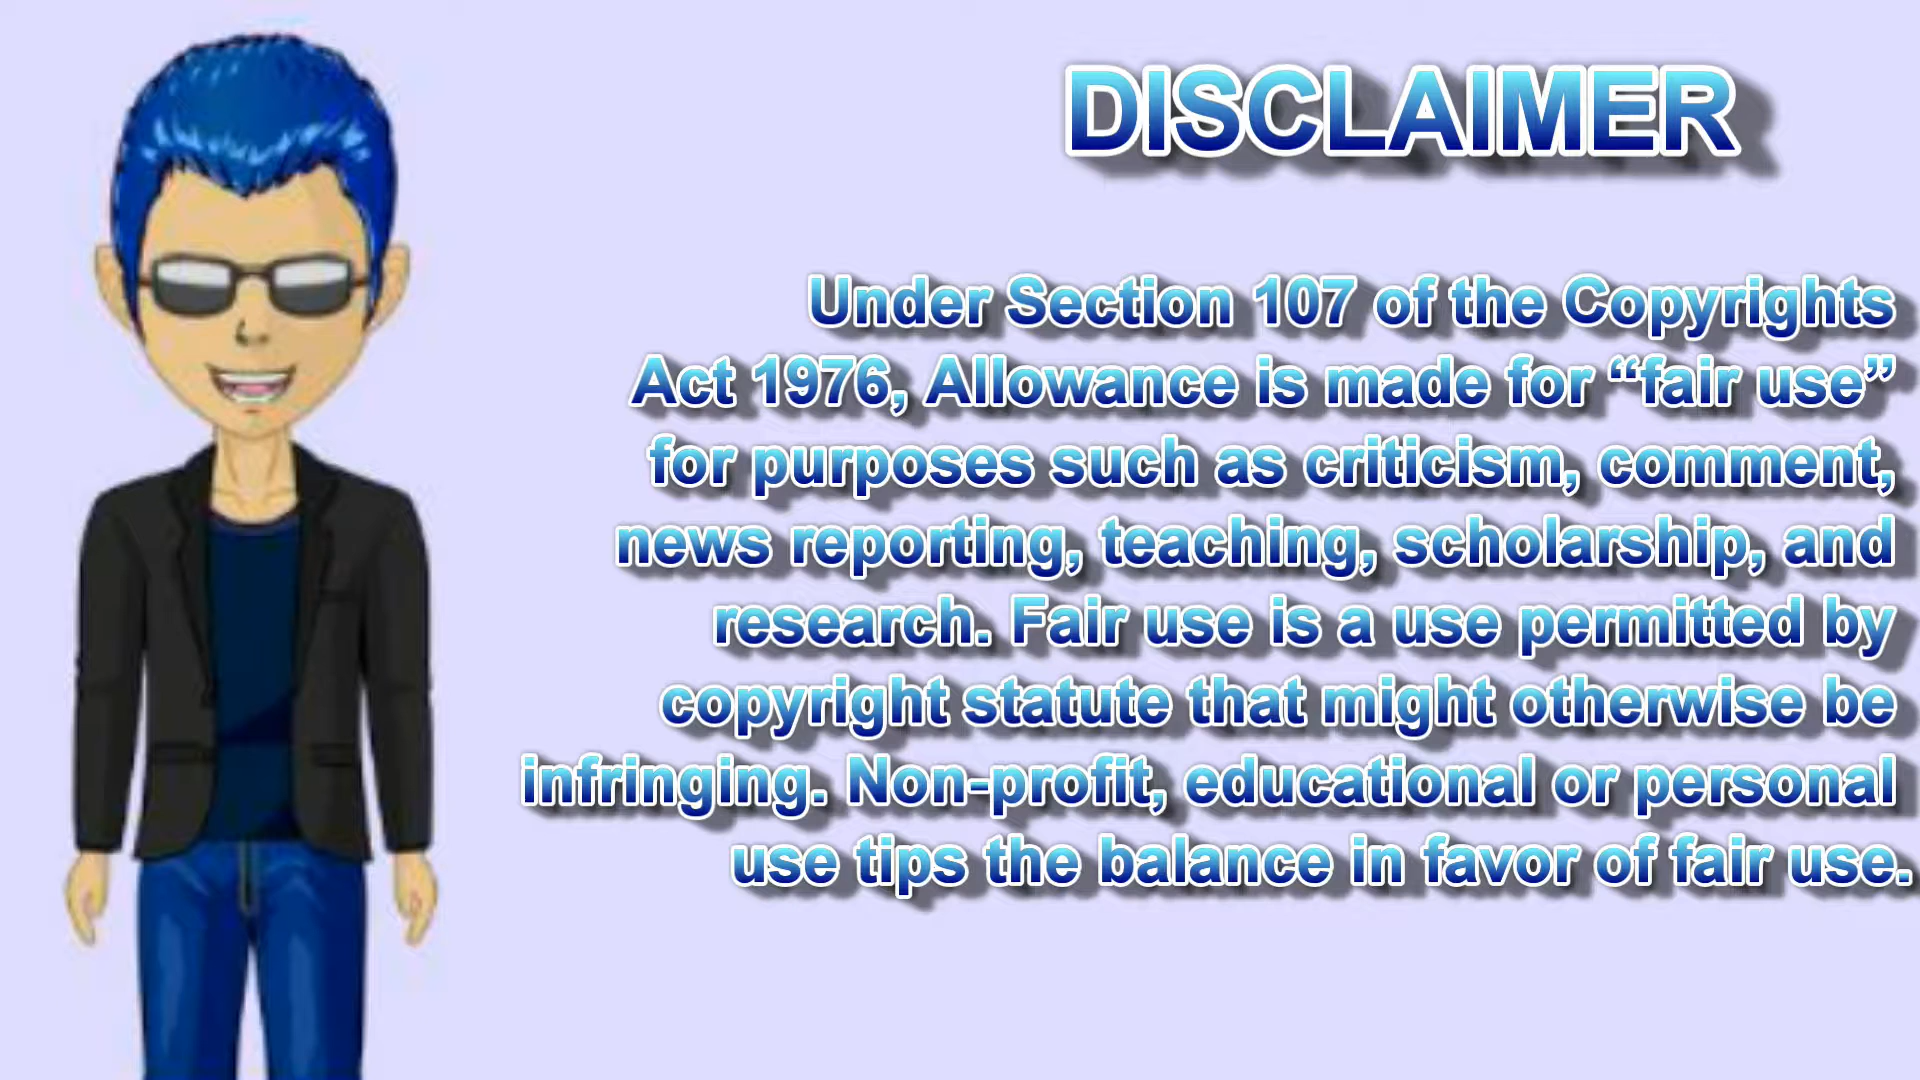 DISCLAIMER
Under Section 107 of the Copyrights
Act 1976, Allowance is made for “fair use”
for purposes such as criticism, comment,
news reporting, teaching, scholarship, and
research. Fair use is a use permitted by
copyright statute that might otherwise be
infringing. Non-profit, educational or personal
use tips the balance in favor of fair use.